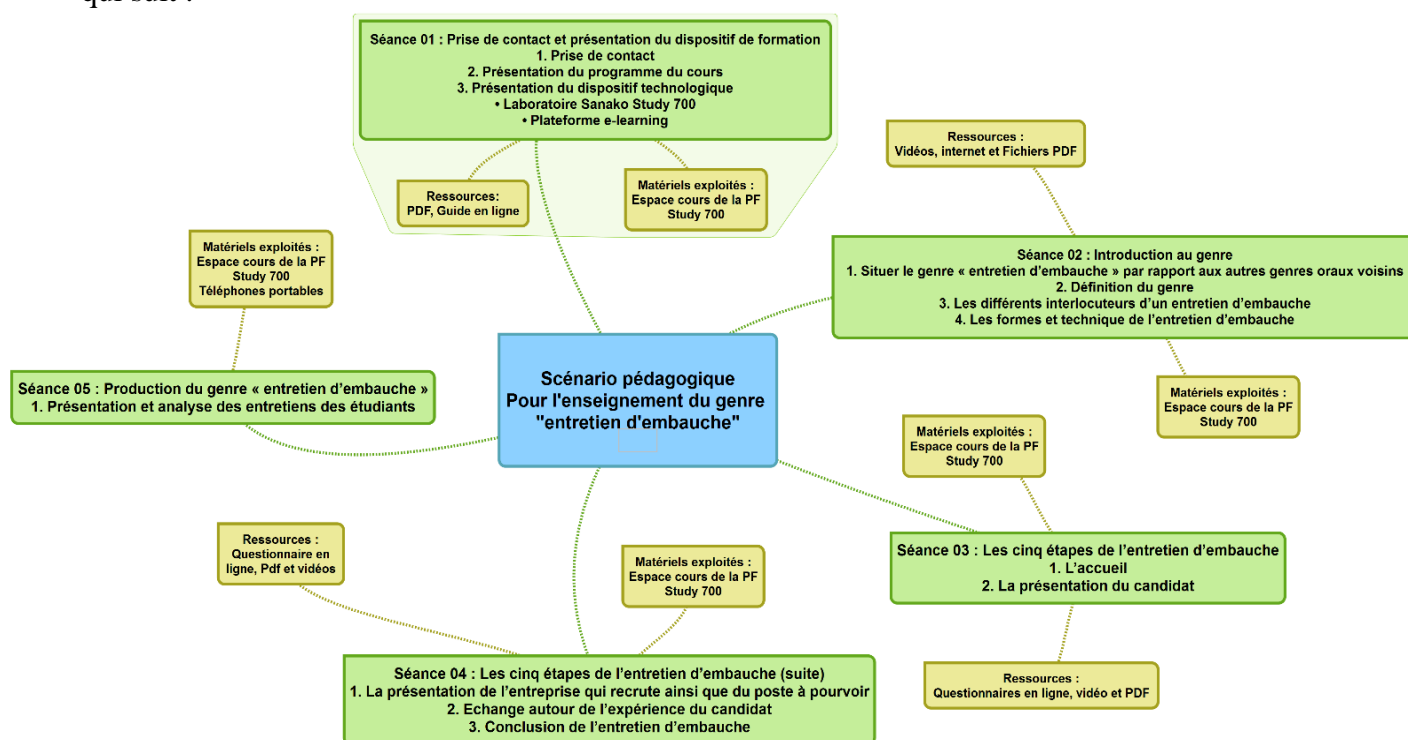 qui suit :
Séance 01 : Prise de contact et présentation du dispositif de formation
1. Prise de contact
2. Présentation du programme du cours
3. Présentation du dispositif technologique
• Laboratoire Sanako Study 700
• Plateforme e-learning
Ressources:
PDF, Guide en ligne
Matériels exploités :
Espace cours de la PF
Study 700
Ressources :
Vidéos, internet et Fichiers PDF
Séance 02 : Introduction au genre
1. Situer le genre « entretien d'embauche » par rapport aux autres genres oraux voisins
2. Définition du genre
3. Les différents interlocuteurs d'un entretien d'embauche
4. Les formes et technique de l'entretien d'embauche
Matériels exploités :
Espace cours de la PF
Study 700
Matériels exploités :
Espace cours de la PF
Study 700
Téléphones portables
Séance 05 : Production du genre « entretien d'embauche »
1. Présentation et analyse des entretiens des étudiants
Scénario pédagogique
Pour l'enseignement du genre
"entretien d'embauche"
Matériels exploités :
Espace cours de la PF
Study 700
Séance 03 : Les cinq étapes de l'entretien d'embauche
1. L'accueil
2. La présentation du candidat
Ressources :
Questionnaires en ligne, vidéo et PDF
Ressources :
Questionnaire en
ligne, Pdf et vidéos
Matériels exploités :
Espace cours de la PF
Study 700
Séance 04 : Les cinq étapes de l'entretien d'embauche (suite)
1. La présentation de l'entreprise qui recrute ainsi que du poste à pourvoir
2. Echange autour de l'expérience du candidat
3. Conclusion de l'entretien d'embauche